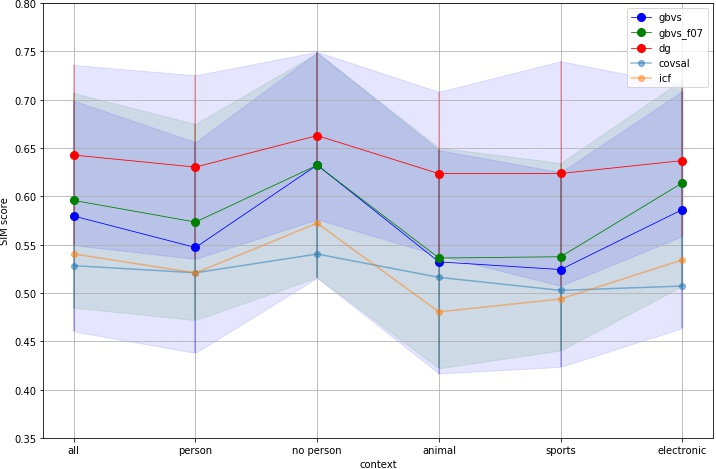 0.80
0.75
0.70
0.65
0.60
0.55
0.50
0.45
0.40
0.35
SIM score
all person no person animal sports electronic
context
gbvs
gbvs_f07
dg
covsal
icf